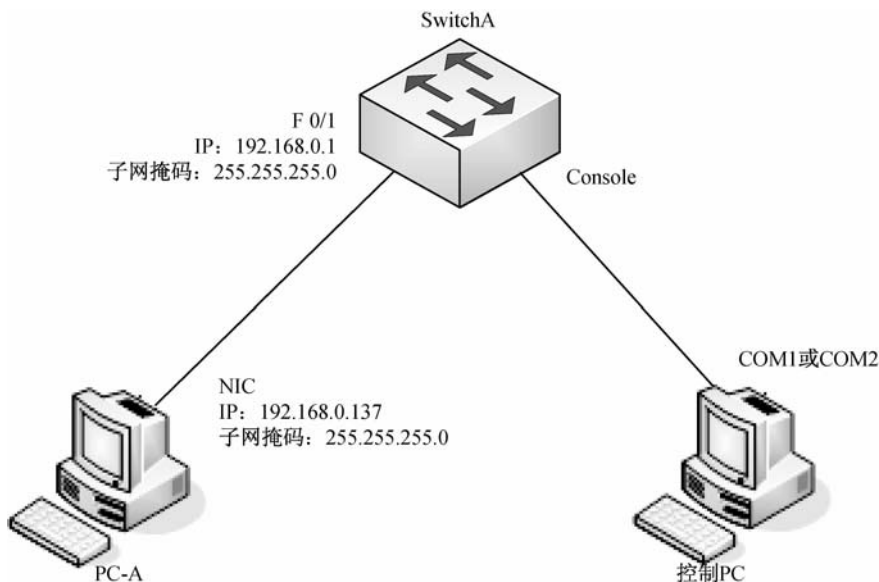 SwitchA
F 0/1
IP：192.168.0.1
子网掩码：255.255.255.0
Console
COM1或COM2
NIC
IP：192.168.0.137
子网掩码：255.255.255.0
PC-A
控制PC